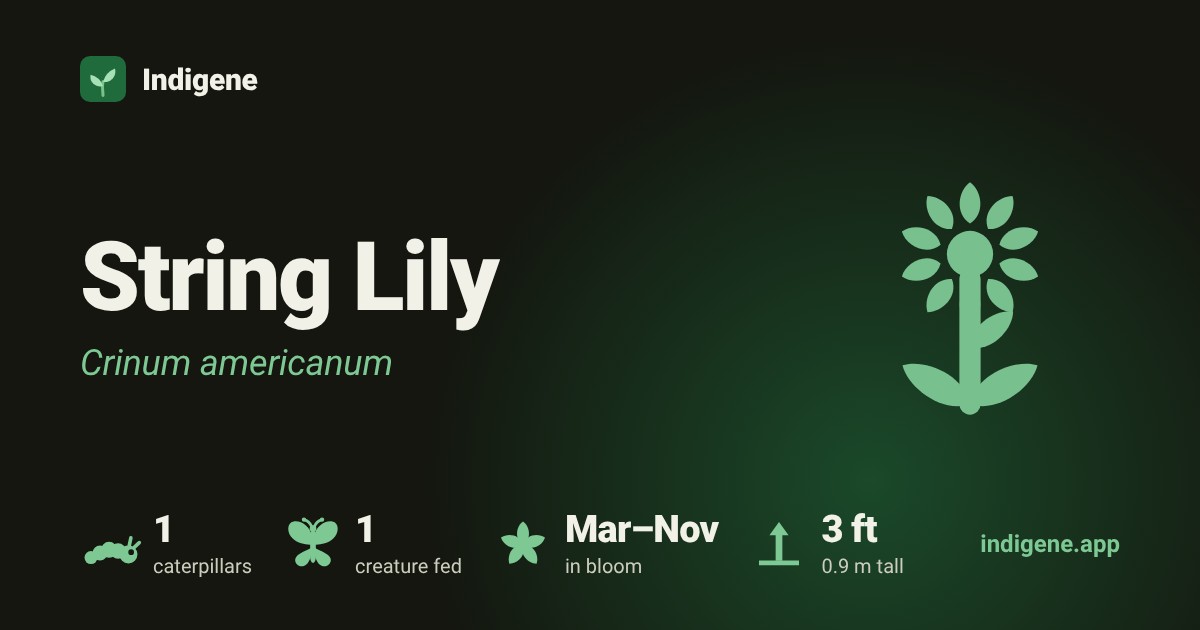 Indigene
String Lily
Crinum americanum
1
caterpillars
1
creature fed
Mar–Nov
in bloom
3 ft
0.9 m tall
indigene.app